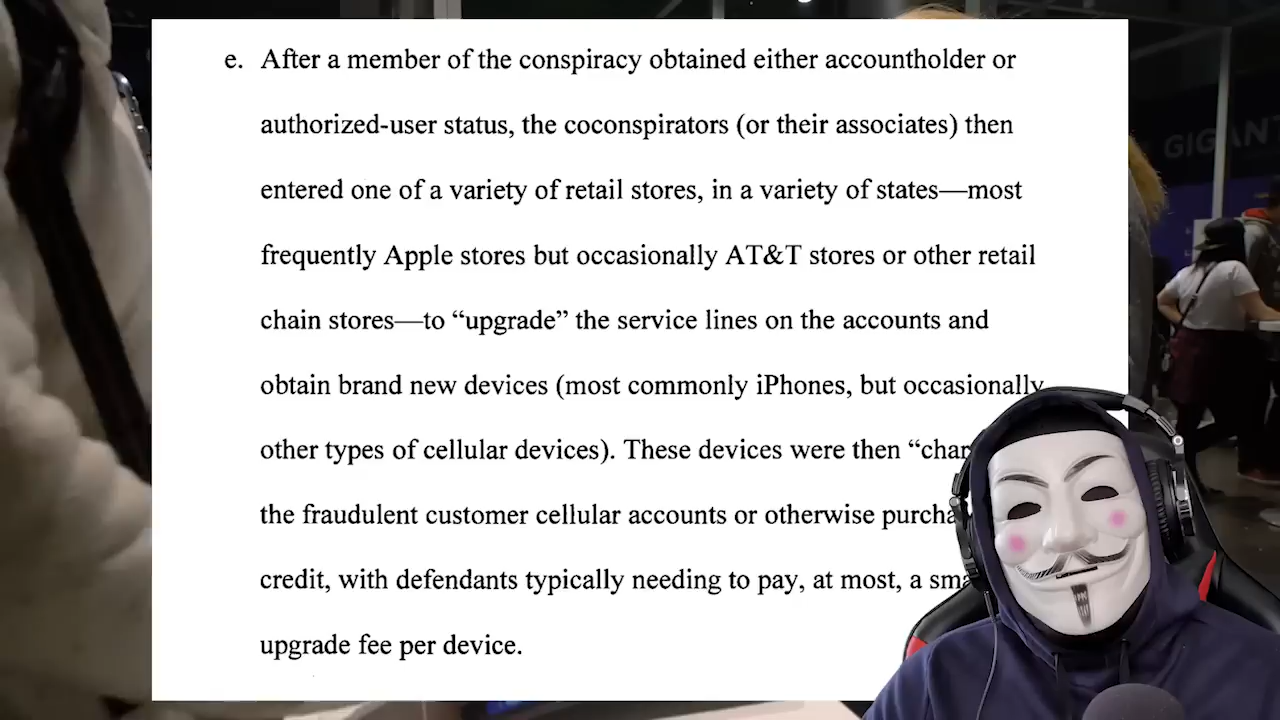 e. After a member of the conspiracy obtained either accountholder or
authorized-user status, the coconspirators (or their associates) then
entered one of a variety of retail stores, in a variety of states—most
frequently Apple stores but occasionally AT&T stores or other retail
chain stores—to “upgrade” the service lines on the accounts and
obtain brand new devices (most commonly iPhones, but occasionally
other types of cellular devices). These devices were then
the fraudulent customer cellular accounts or otherwise
credit, with defendants typically needing to pay, at most, a
upgrade fee per device.